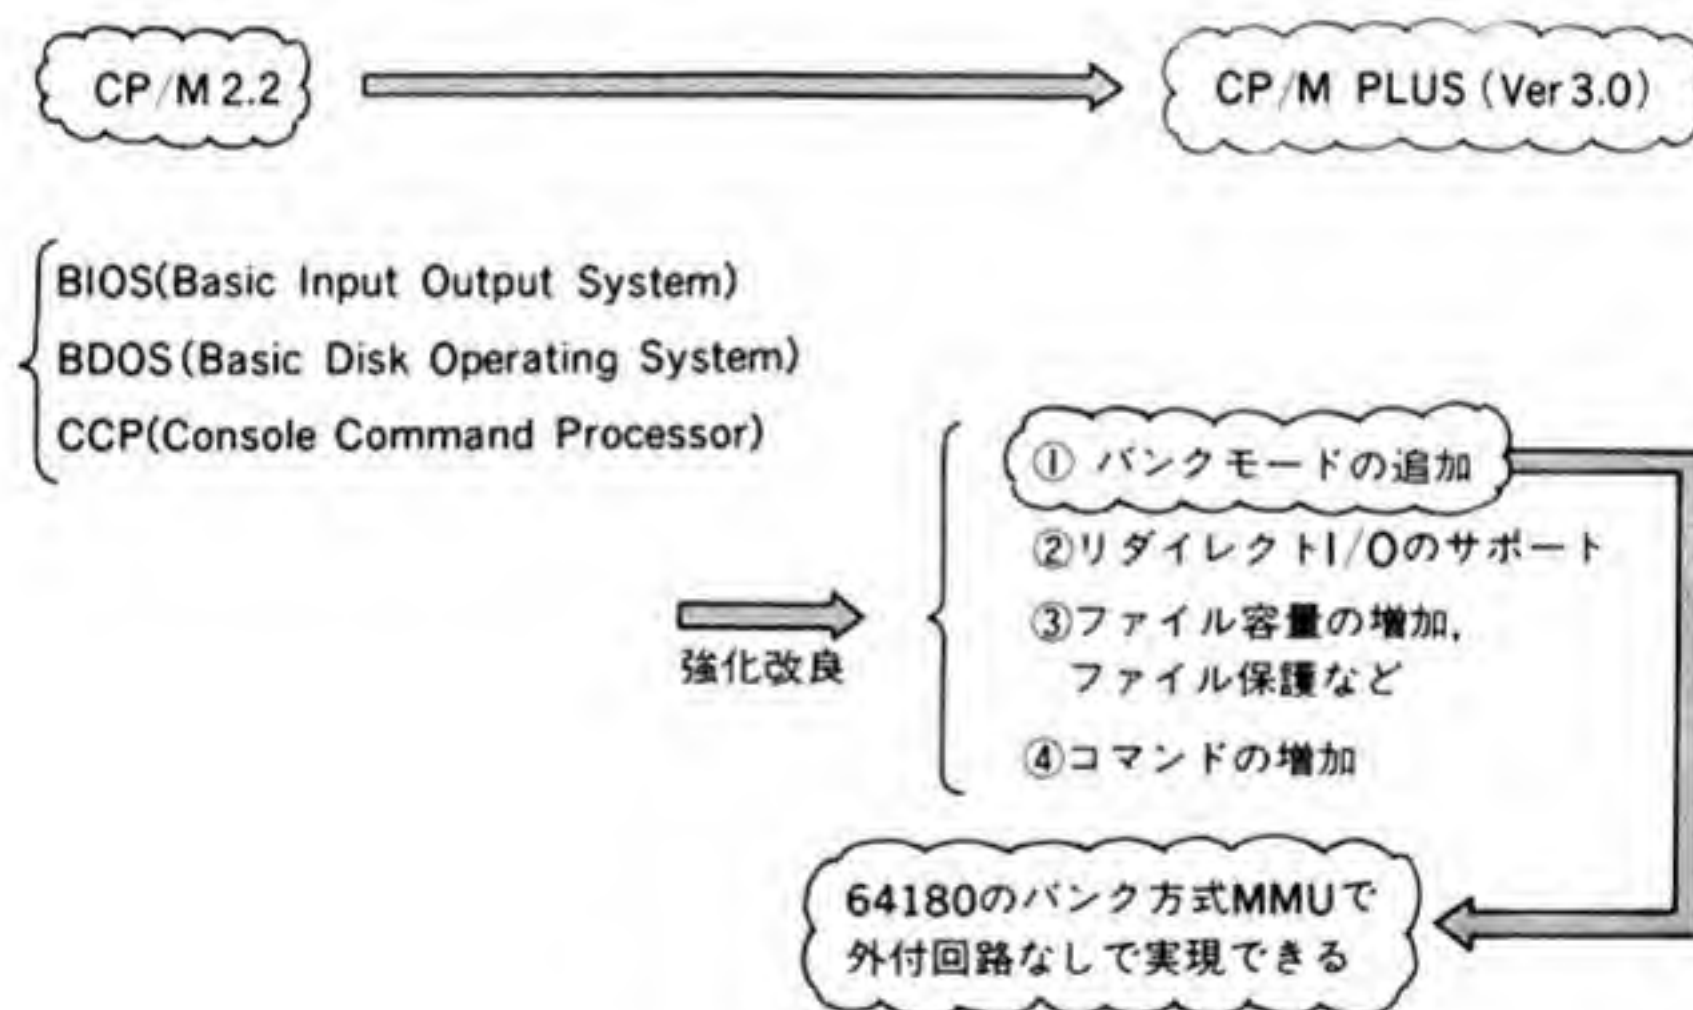 CP/M 2.2
CP/M PLUS (Ver 3.0)
BIOS(Basic Input Output System)
BDOS(Basic Disk Operating System)
CCP(Console Command Processor)
① バンクモードの追加
②リダイレクトI/Oのサポート
③ファイル容量の増加,
ファイル保護など
④コマンドの増加
強化改良
64180のバンク方式MMUで
外付回路なしで実現できる